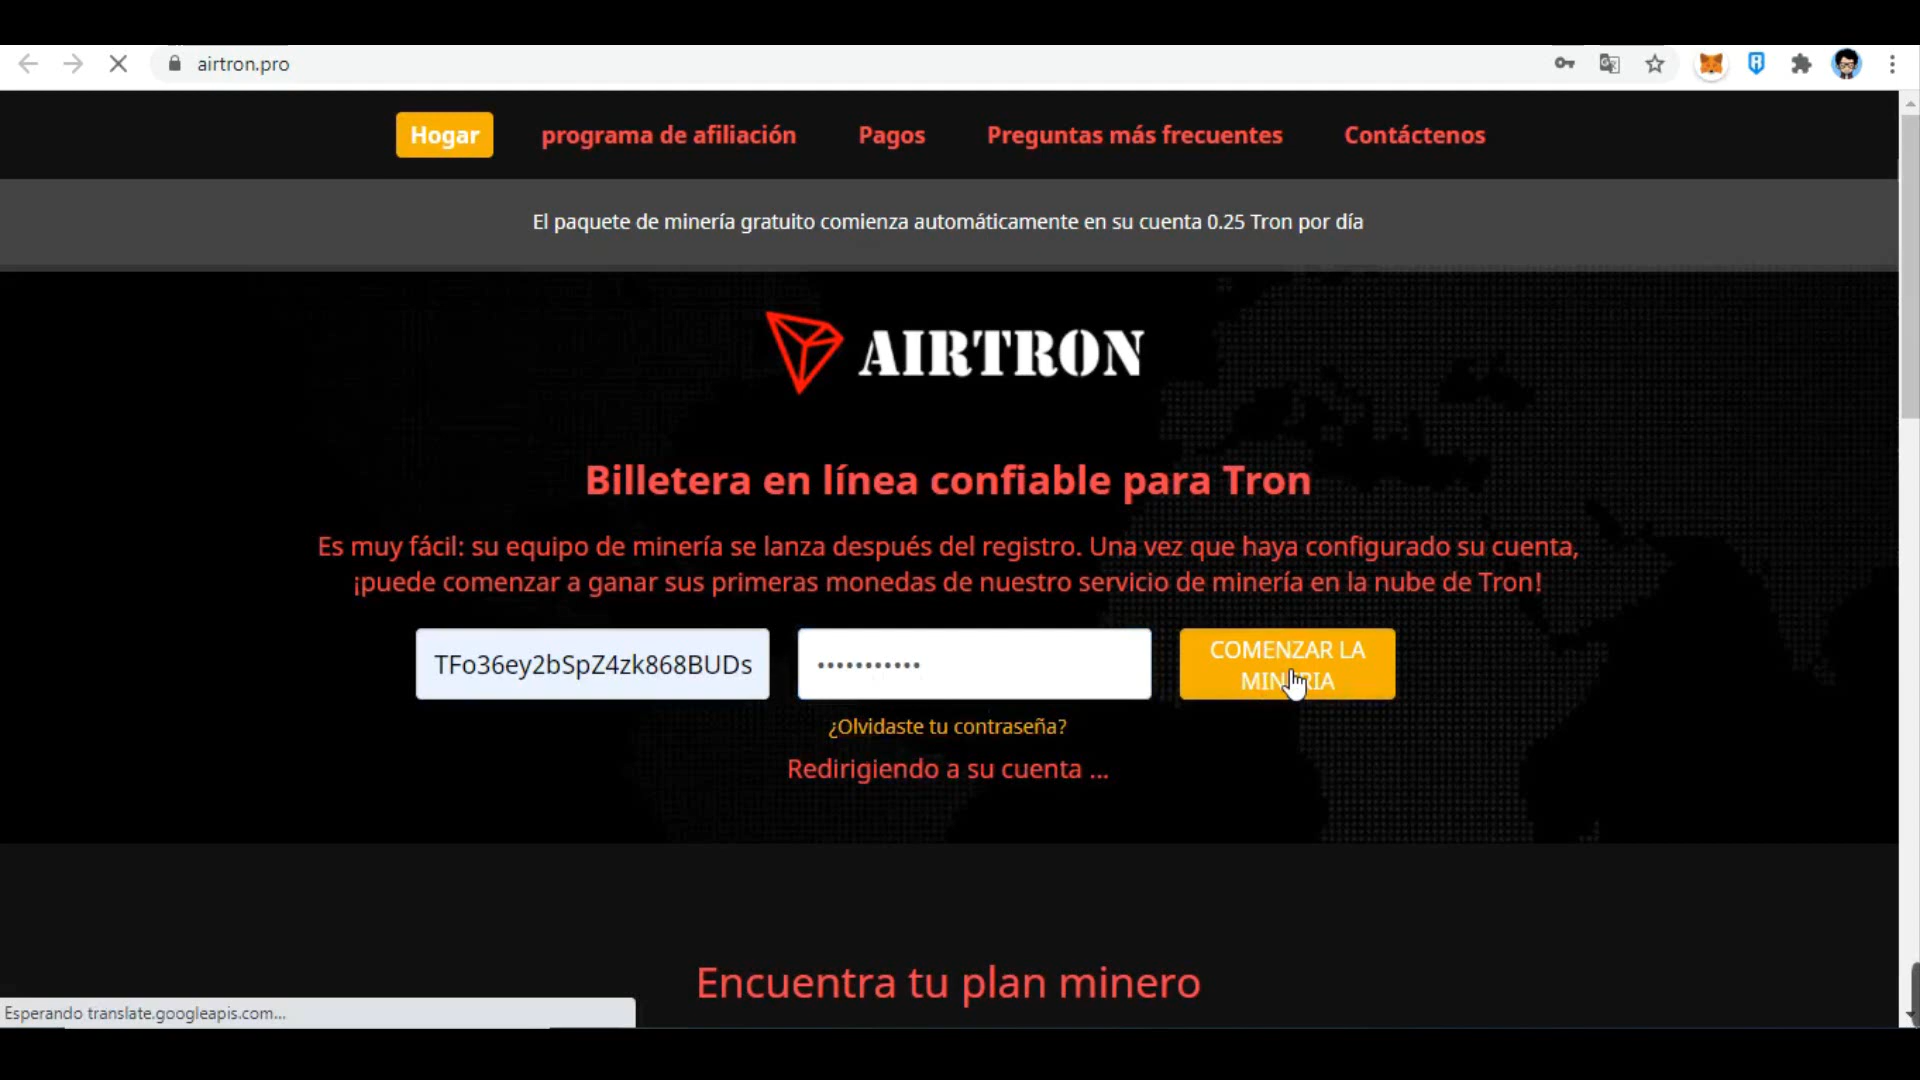 airtron.pro
Hogar
programa de afiliación
Pagos
Preguntas más frecuentes
Contáctenos
El paquete de minería gratuito comienza automáticamente en su cuenta 0.25 Tron por día
AIRTRON
Billetera en línea confiable para Tron
Es muy fácil: su equipo de minería se lanza después del registro. Una vez que haya configurado su cuenta,
¡puede comenzar a ganar sus primeras monedas de nuestro servicio de minería en la nube de Tron!
TFo36ey2bSpZ4zk868BUDs
•••••••••••
COMENZAR LA
MINERIA
¿Olvidaste tu contraseña?
Redirigiendo a su cuenta ...
Encuentra tu plan minero
Esperando translate.googleapis.com...